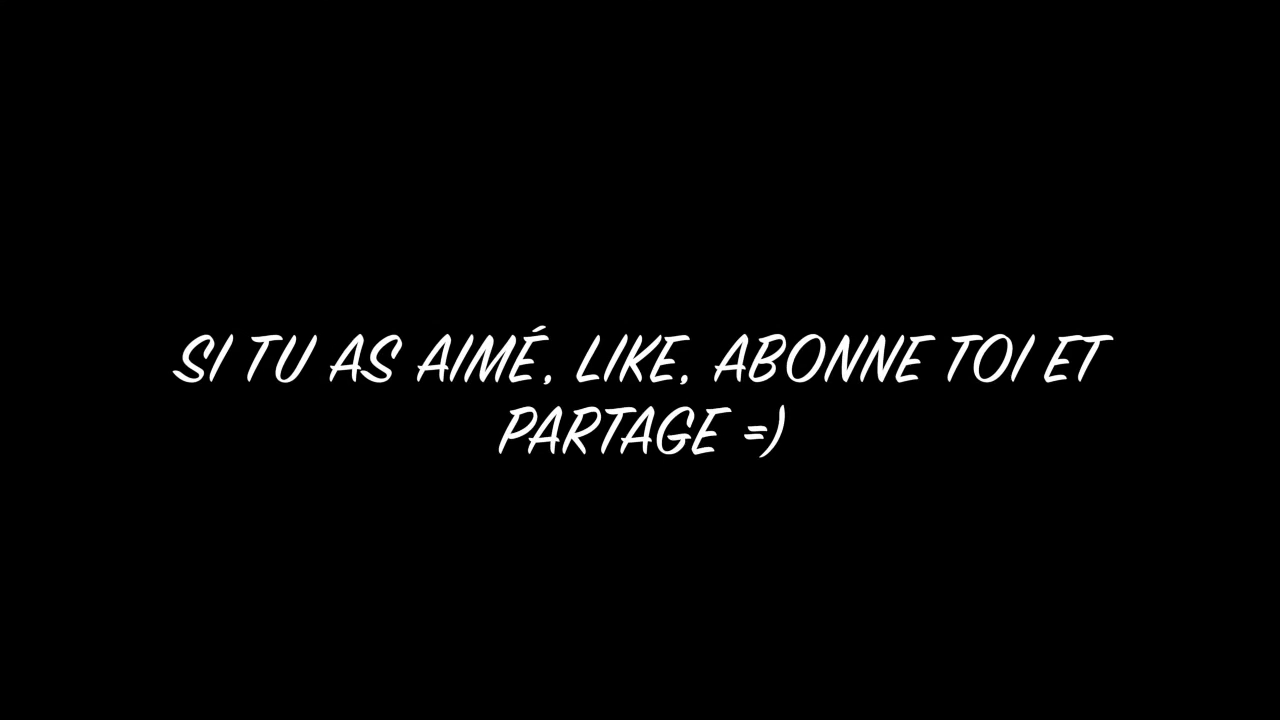 SI TU AS AIMÉ, LIKE, ABONNE TOI ET
PARTAGE =)